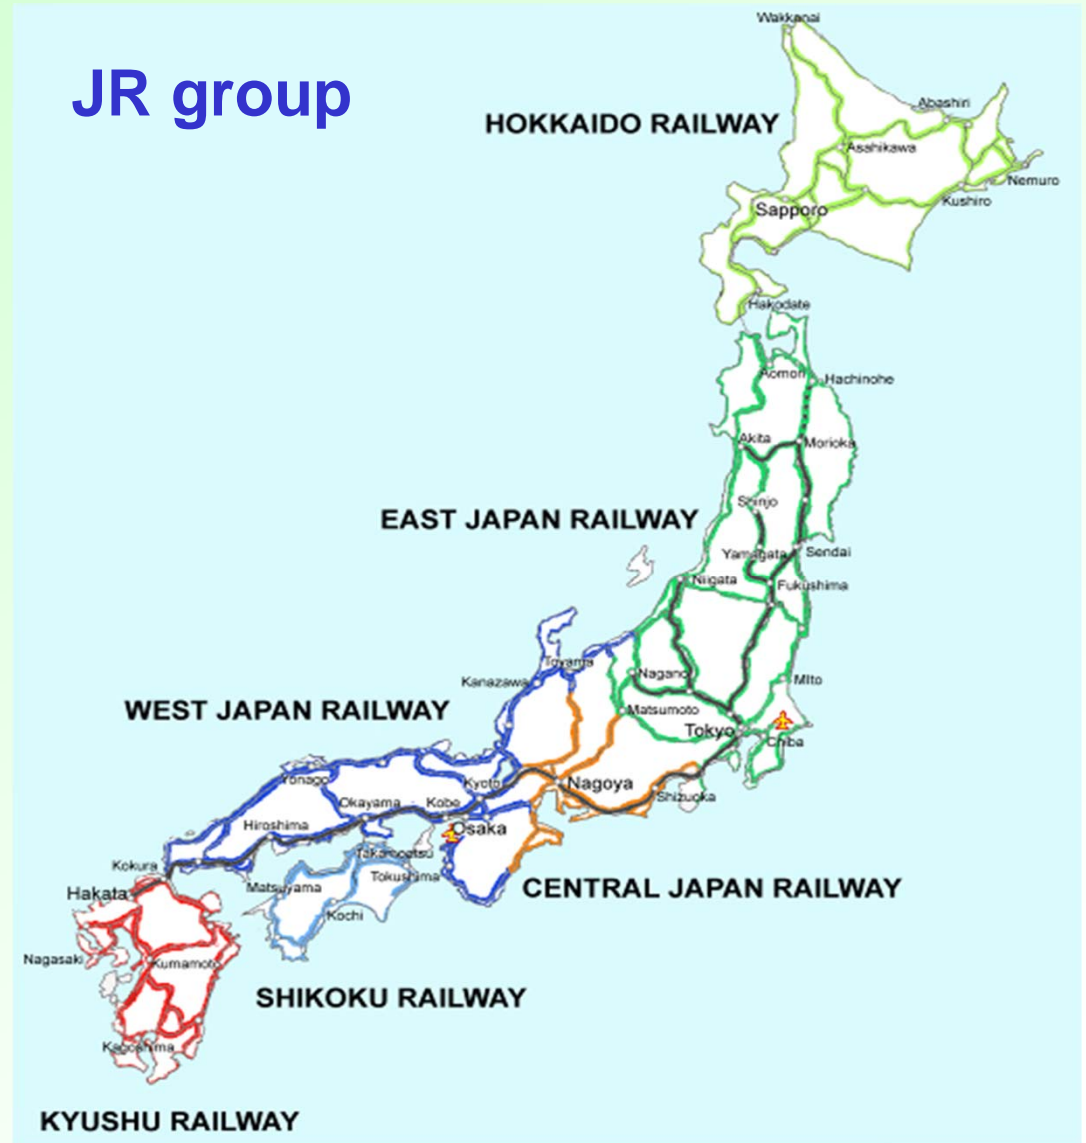 JR group
Wakkanai
HOKKAIDO RAILWAY
Abashiri
Asahikawa
Nemuro
Kushiro
Sapporo
Hakodate
Aomori
Hachinohe
Akita
Morioka
Shinjo
EAST JAPAN RAILWAY
Yamagata
Sendai
Niigata
Fukushima
Toyama
Kanazawa
Nagano
Mito
WEST JAPAN RAILWAY
Matsumoto
Tokyo
Chiba
Yonago
Kyoto
Nagoya
Shizuoka
Okayama
Kobe
Hiroshima
Osaka
Kokura
Takamoatsu
Tokushima
Matsuyama
CENTRAL JAPAN RAILWAY
Hakata
Kochi
Nagasaki
Kumamoto
SHIKOKU RAILWAY
Kagoshima
KYUSHU RAILWAY